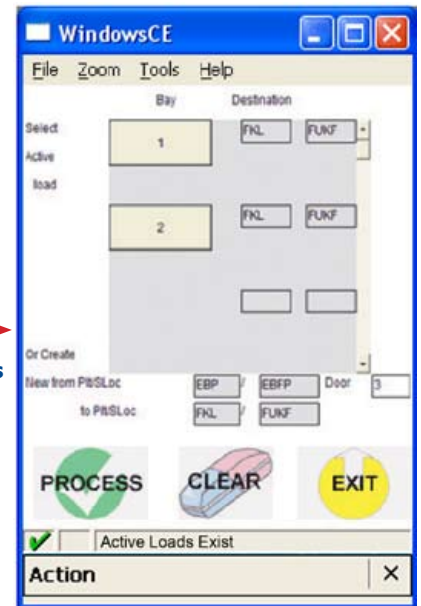 WindowsCE
File Zoom Tools Help
Bay Destination
Select
1 FKL FUKF
Active
load
2 FKL FUKF
Or Create
New from Plt/SLoc EBP / EBFP Door 3
to Plt/SLoc FKL / FUKF
PROCESS CLEAR EXIT
Active Loads Exist
Action
s